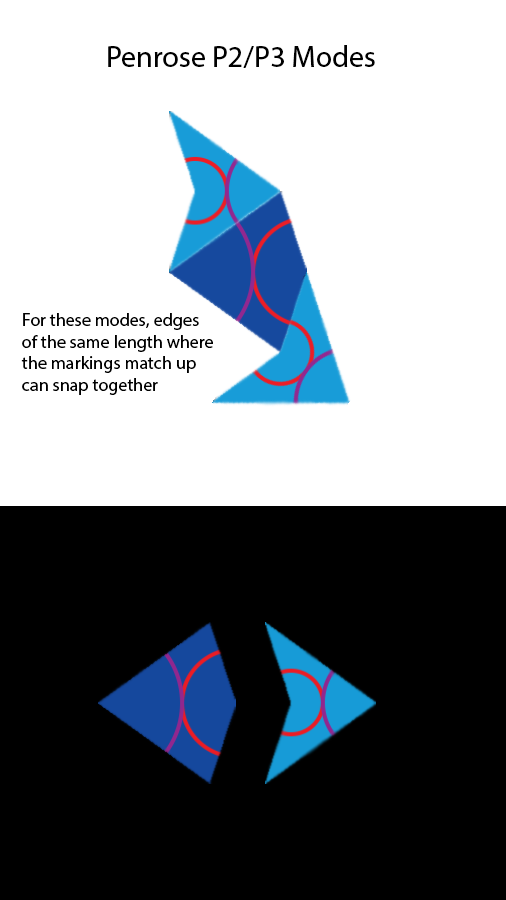 Penrose P2/P3 Modes
For these modes, edges
of the same length where
the markings match up
can snap together